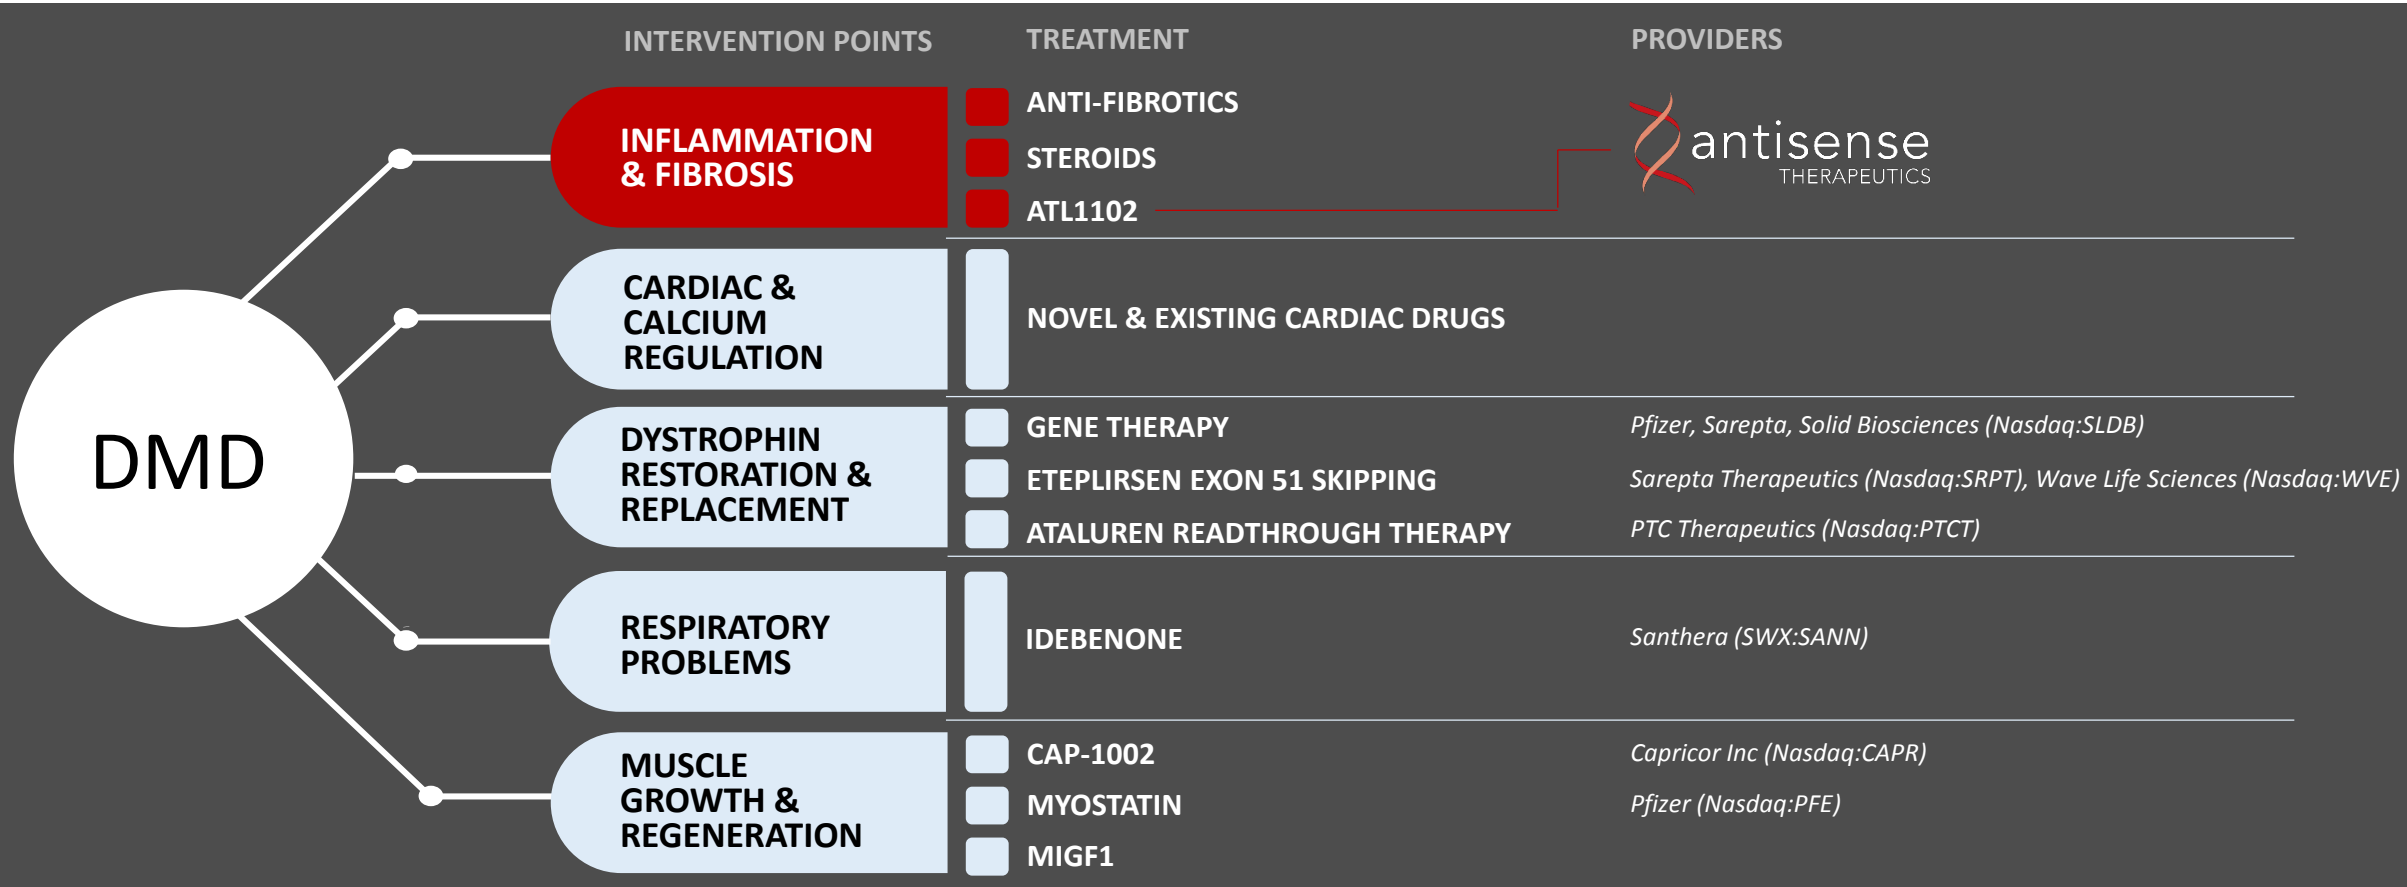 INTERVENTION POINTS
TREATMENT
PROVIDERS
DMD
INFLAMMATION
& FIBROSIS
ANTI-FIBROTICS
STEROIDS
ATL1102
antisense
THERAPEUTICS
CARDIAC &
CALCIUM
REGULATION
NOVEL & EXISTING CARDIAC DRUGS
DYSTROPHIN
RESTORATION &
REPLACEMENT
GENE THERAPY
Pfizer, Sarepta, Solid Biosciences (Nasdaq:SLDB)
ETEPLIRSEN EXON 51 SKIPPING
Sarepta Therapeutics (Nasdaq:SRPT), Wave Life Sciences (Nasdaq:WVE)
ATALUREN READTHROUGH THERAPY
PTC Therapeutics (Nasdaq:PTCT)
RESPIRATORY
PROBLEMS
IDEBENONE
Santhera (SWX:SANN)
MUSCLE
GROWTH &
REGENERATION
CAP-1002
Capricor Inc (Nasdaq:CAPR)
MYOSTATIN
Pfizer (Nasdaq:PFE)
MIGF1